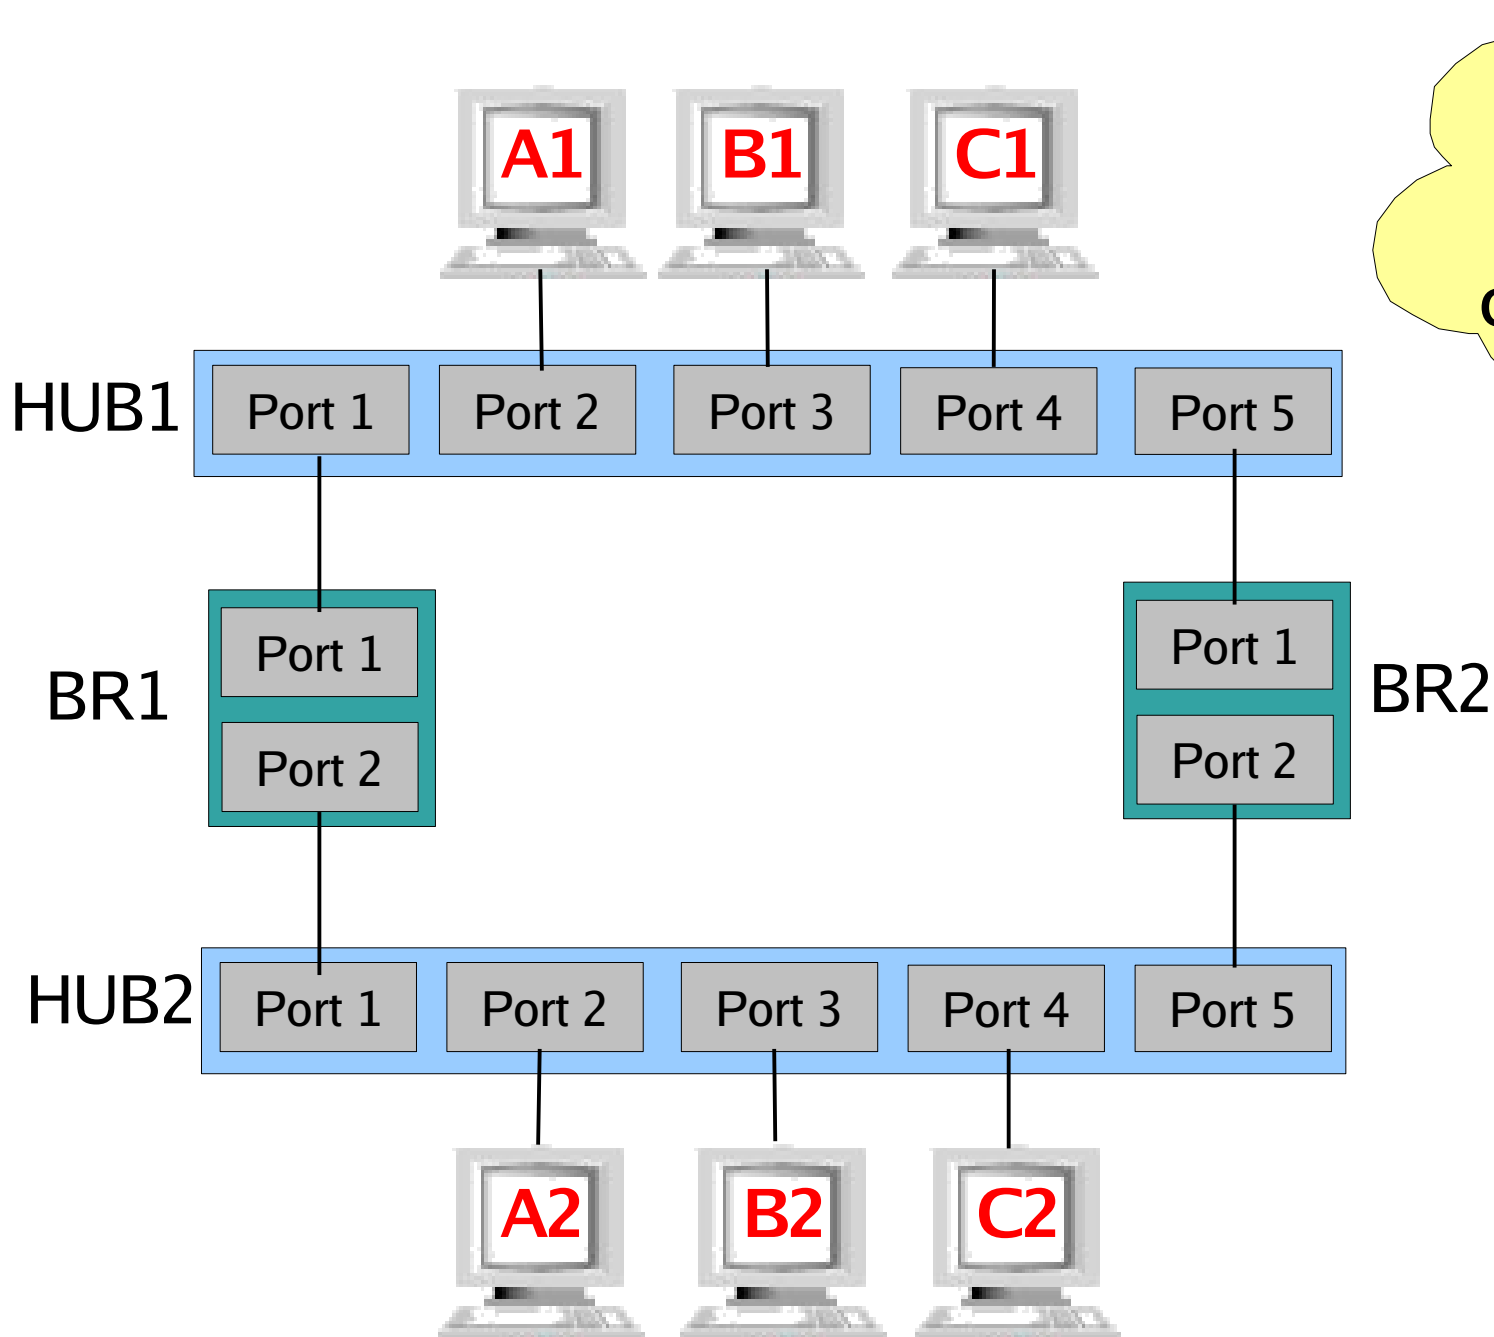 A1 B1 C1
HUB1 Port 1 Port 2 Port 3 Port 4 Port 5
BR1 Port 1 Port 1 BR2
Port 2 Port 2
HUB2 Port 1 Port 2 Port 3 Port 4 Port 5
A2 B2 C2